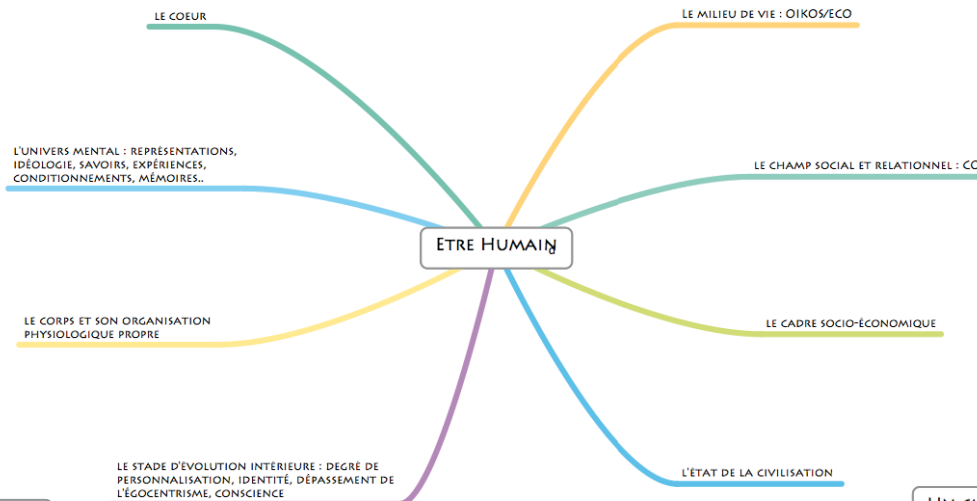 LE COEUR
LE MILIEU DE VIE : OIKOS/ECO
L'UNIVERS MENTAL : REPRÉSENTATIONS,
IDÉOLOGIE, SAVOIRS, EXPÉRIENCES,
CONDITIONNEMENTS, MÉMOIRES..
LE CHAMP SOCIAL ET RELATIONNEL :
ETRE HUMAIN
LE CORPS ET SON ORGANISATION
PHYSIOLOGIQUE PROPRE
LE CADRE SOCIO-ÉCONOMIQUE
LE STADE D'ÉVOLUTION INTÉRIEURE : DEGRÉ DE
PERSONNALISATION, IDENTITÉ, DÉPASSEMENT DE
L'ÉGOCENTRISME, CONSCIENCE
L'ÉTAT DE LA CIVILISATION